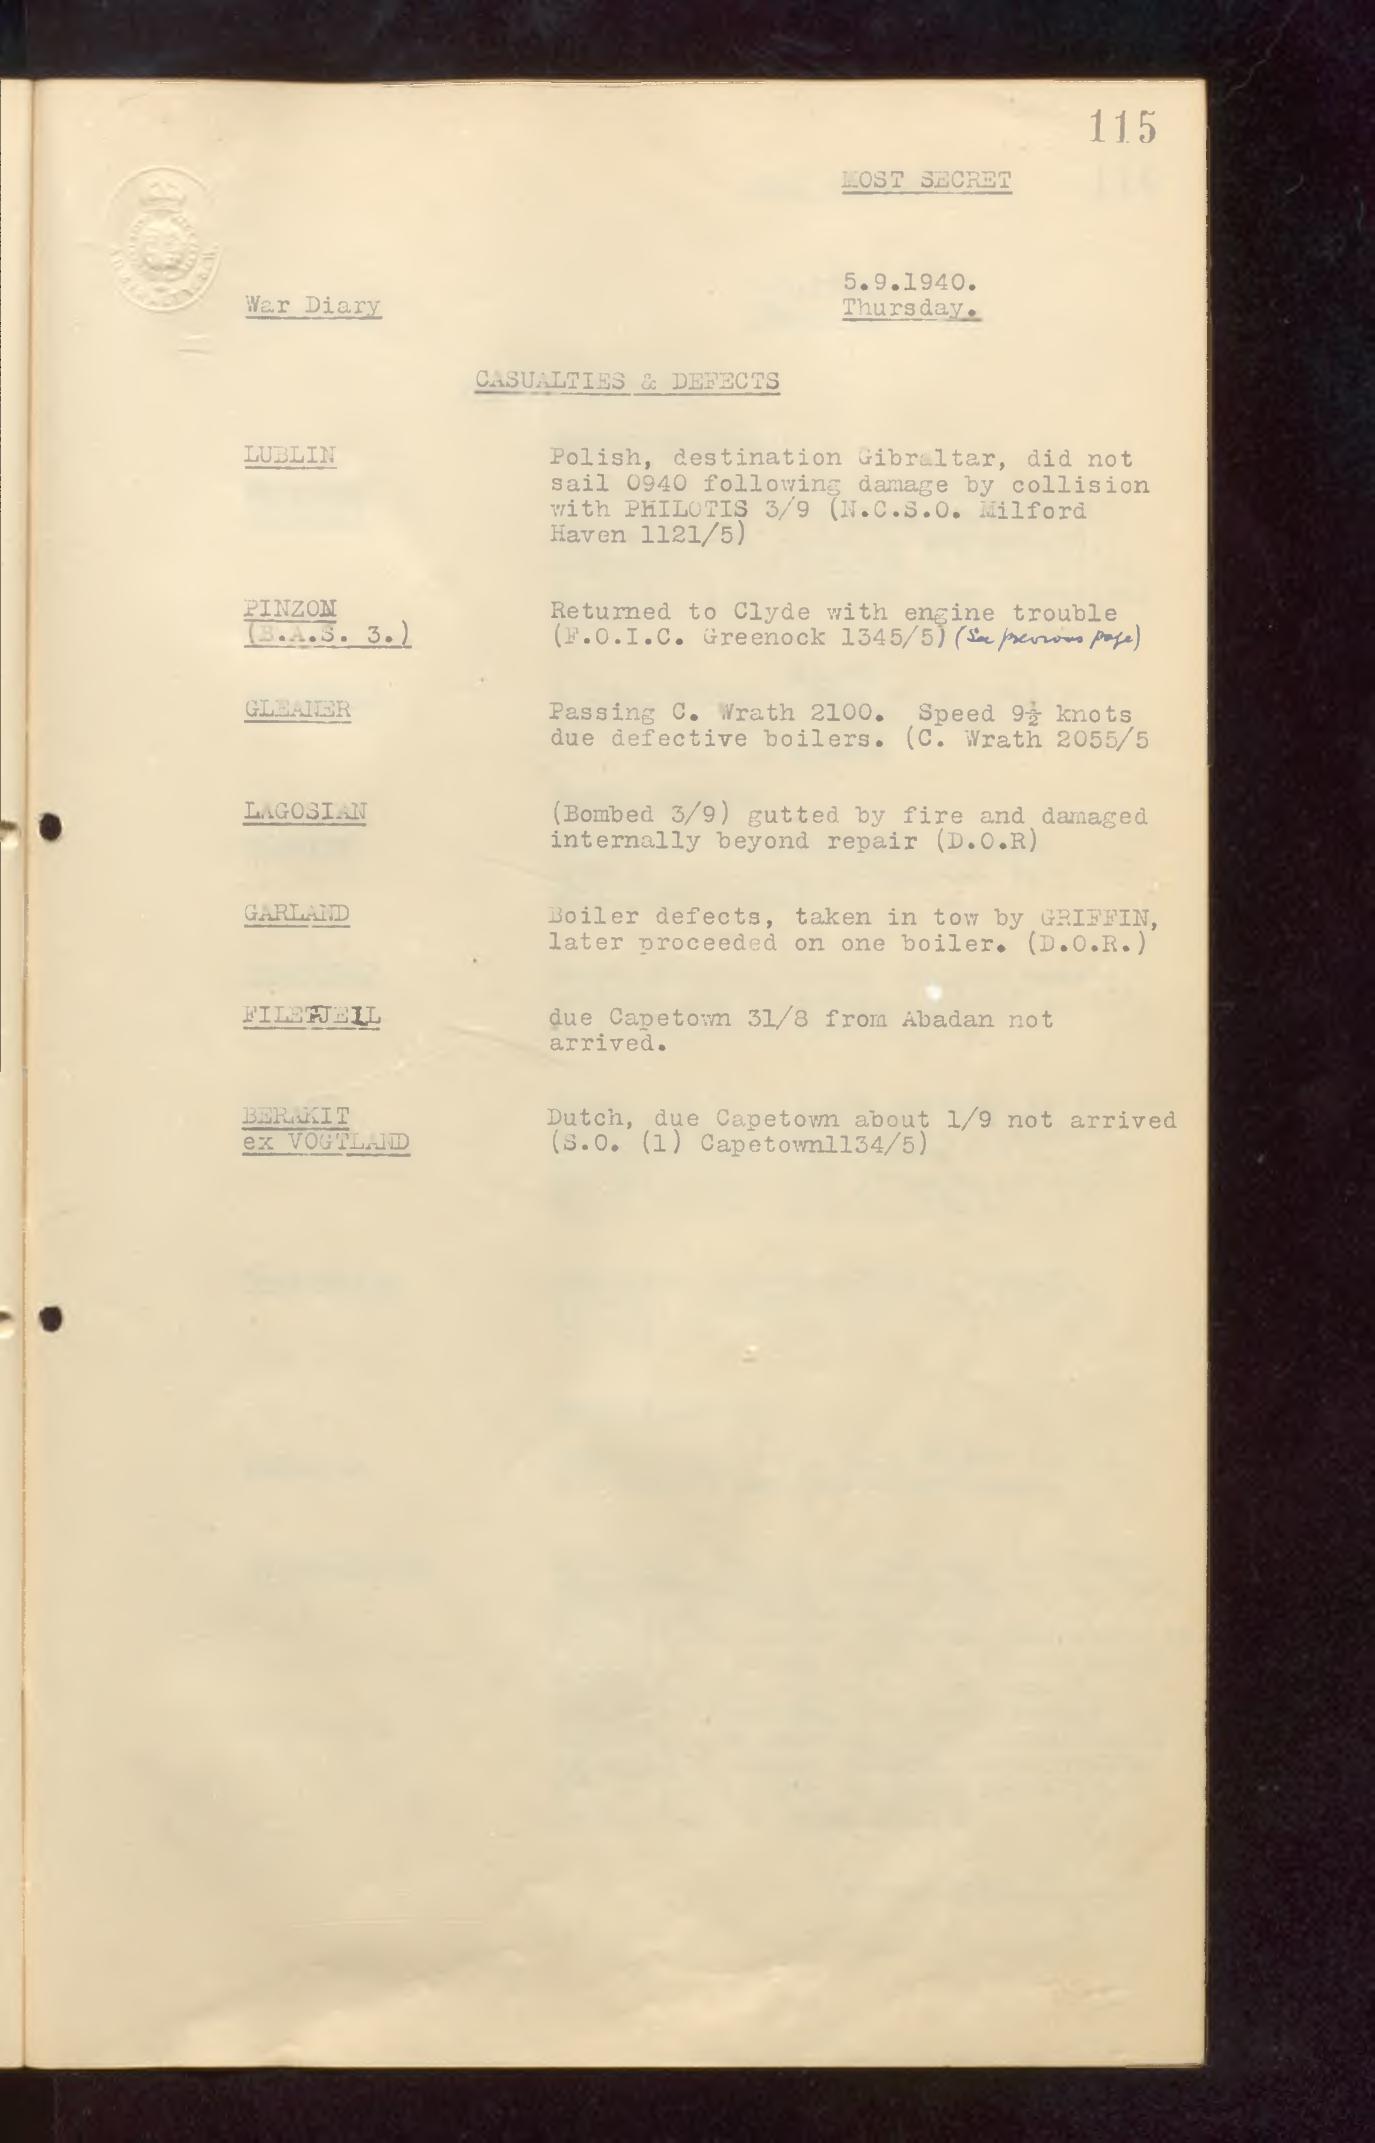 115
MOST SECRET
5.9.1940.
War Diary
Thursday.
CASUALTIES & DEFECTS
LUBLIN
Polish, destination Gibraltar, did not
sail 0940 following damage by collision
with PHILOTIS 3/9 (N.C.S.O. Milford
Haven 1121/5)
PINZON
(B.A.S. 3.)
Returned to Clyde with engine trouble
(F.O.I.C. Greenock 1345/5) (See previous page)
GLEANER
Passing C. Wrath 2100. Speed 9½ knots
due defective boilers. (C. Wrath 2055/5
LAGOSIAN
(Bombed 3/9) gutted by fire and damaged
internally beyond repair (D.O.R)
GARLAND
Boiler defects, taken in tow by GRIFFIN,
later proceeded on one boiler. (D.O.R.)
FILEFJELL
due Capetown 31/8 from Abadan not
arrived.
BERAKIT
ex VOGTLAND
Dutch, due Capetown about 1/9 not arrived
(S.O. (1) Capetown1134/5)